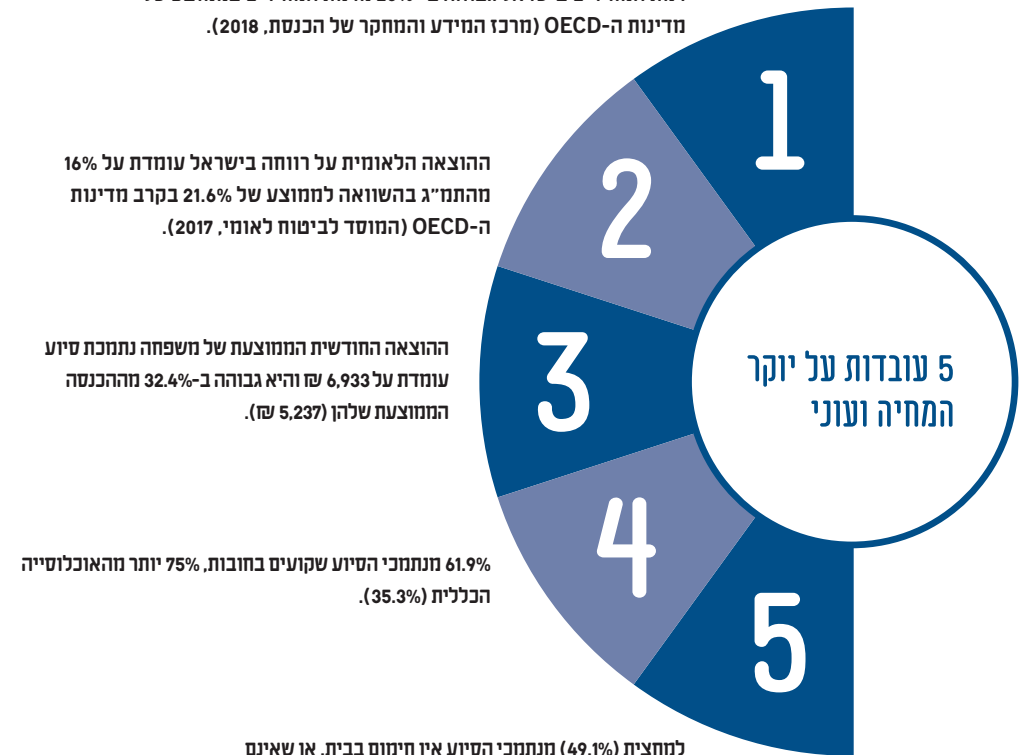 מדינות ה-OECD (מרכז המידע והמחקר של הכנסת, 2018).
1
ההוצאה הלאומית על רווחה בישראל עומדת על 16%
מהתמ״ג בהשוואה לממוצע של 21.6% בקרב מדינות
ה-OECD (המוסד לביטוח לאומי, 2017).
2
5 עובדות על יוקר
המחיה ועוני
ההוצאה החודשית הממוצעת של משפחה נתמכת סיוע
עומדת על 6,933 ₪ והיא גבוהה ב-32.4% מההכנסה
הממוצעת שלהן (5,237 ₪).
3
61.9% מנתמכי הסיוע שקועים בחובות, 75% יותר מהאוכלוסייה
הכללית (35.3%).
4
למחצית (49.1%) מנתמכי הסיוע אין חימום בבית, או שאינם
5